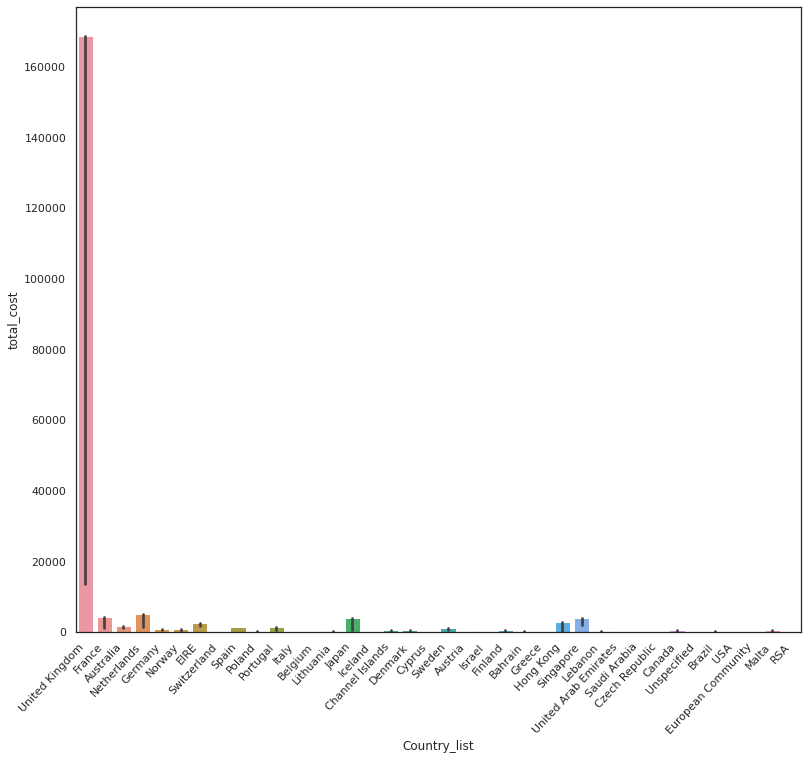 160000
140000
120000
100000
80000
60000
40000
20000
0
total_cost
United Kingdom
France
Australia
Netherlands
Germany
Norway
EIRE
Switzerland
Spain
Poland
Portugal
Italy
Belgium
Lithuania
Japan
Iceland
Channel Islands
Denmark
Cyprus
Sweden
Austria
Israel
Finland
Bahrain
Greece
Hong Kong
Singapore
Lebanon
United Arab Emirates
Saudi Arabia
Czech Republic
Canada
Unspecified
Brazil
USA
European Community
Malta
RSA
Country_list